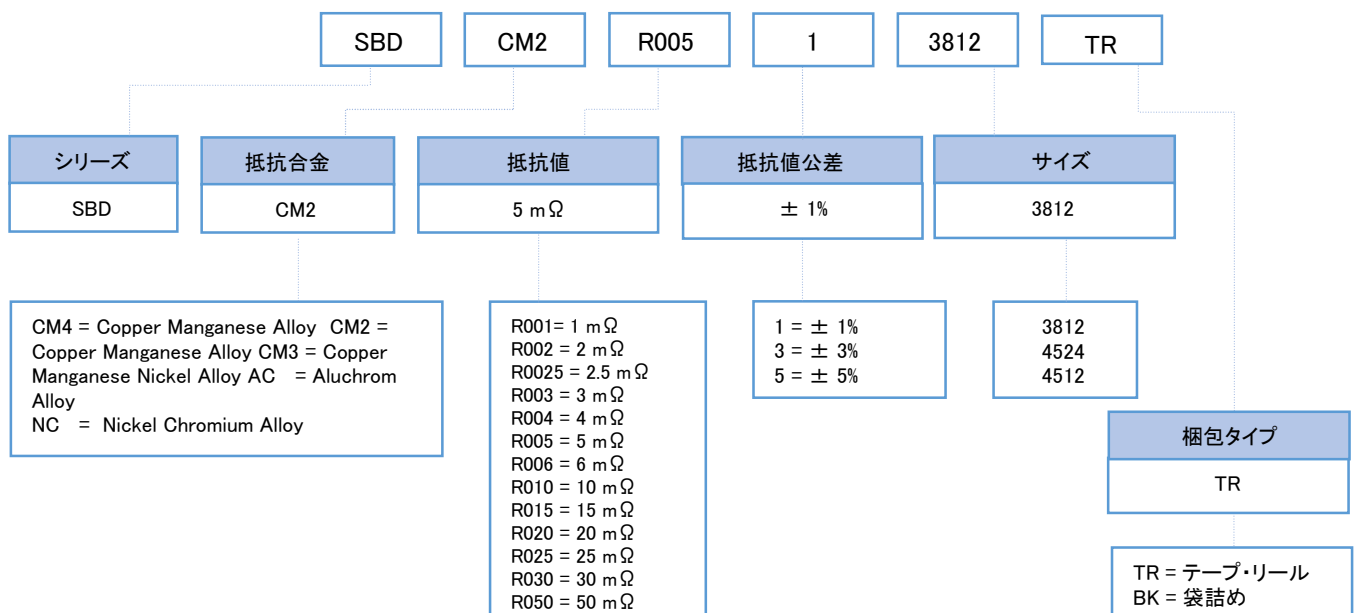 SBD CM2 R005 1 3812 TR
シリーズ
SBD
抵抗合金
CM2
抵抗値
5 mΩ
抵抗値公差
± 1%
サイズ
3812
CM4 = Copper Manganese Alloy CM2 =
Copper Manganese Alloy CM3 = Copper
Manganese Nickel Alloy AC = Aluchrom
Alloy
NC = Nickel Chromium Alloy
R001= 1 mΩ
R002 = 2 mΩ
R0025 = 2.5 mΩ
R003 = 3 mΩ
R004 = 4 mΩ
R005 = 5 mΩ
R006 = 6 mΩ
R010 = 10 mΩ
R015 = 15 mΩ
R020 = 20 mΩ
R025 = 25 mΩ
R030 = 30 mΩ
R050 = 50 mΩ
1 = ± 1%
3 = ± 3%
5 = ± 5%
3812
4524
4512
梱包タイプ
TR
TR = テープ・リール
BK = 袋詰め